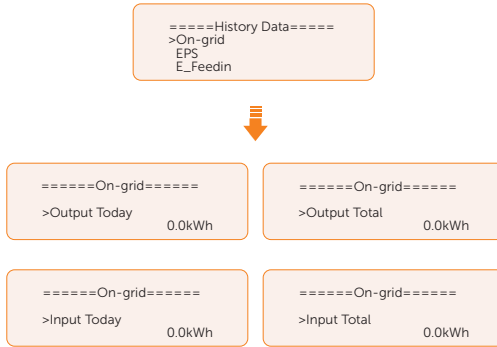 =====History Data=====
>On-grid
EPS
E_Feedin
======On-grid======
>Output Today
0.0kWh
======On-grid======
>Output Total
0.0kWh
======On-grid======
>Input Today
0.0kWh
======On-grid======
>Input Total
0.0kWh